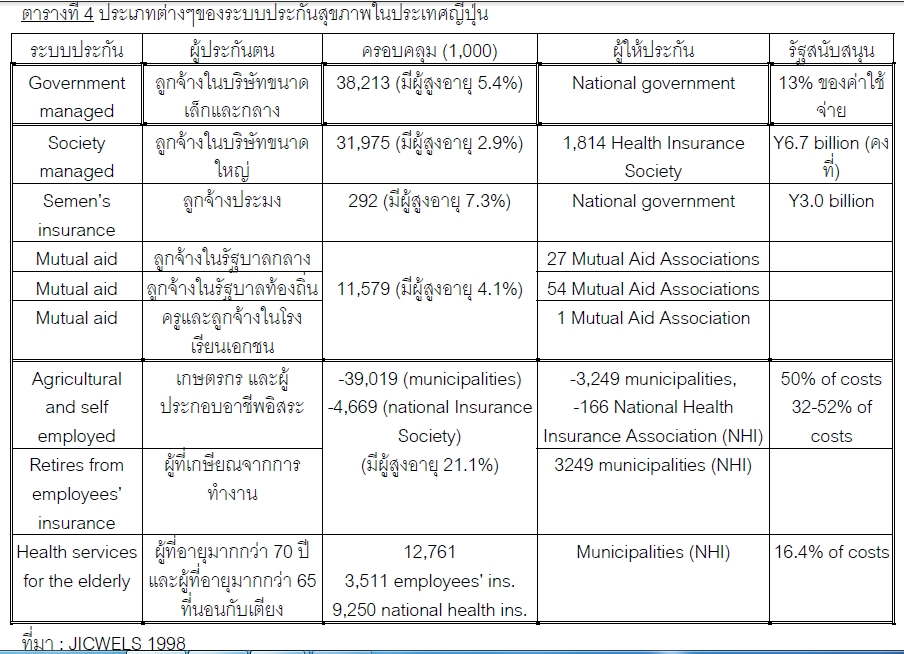 ตารางที่ 4 ประเภทต่างๆของระบบประกันสุขภาพในประเทศญี่ปุ่น
ระบบประกัน ผู้ประกันตน ครอบคลุม (1,000) ผู้ให้ประกัน รัฐสนับสนุน
Government ลูกจ้างในบริษัทขนาด 38,213 (มีผู้สูงอายุ 5.4%) National government 13% ของค่าใช้
managed เล็กและกลาง จ่าย
Society ลูกจ้างในบริษัทขนาด 31,975 (มีผู้สูงอายุ 2.9%) 1,814 Health Insurance Y6.7 billion (คง
managed ใหญ่ Society ที่)
Semen's ลูกจ้างประมง 292 (มีผู้สูงอายุ 7.3%) National government Y3.0 billion
insurance
Mutual aid ลูกจ้างในรัฐบาลกลาง 27 Mutual Aid Associations
Mutual aid ลูกจ้างในรัฐบาลท้องถิ่น 11,579 (มีผู้สูงอายุ 4.1%) 54 Mutual Aid Associations
Mutual aid ครูและลูกจ้างในโรง 1 Mutual Aid Association
เรียนเอกชน
Agricultural เกษตรกร และผู้ -39,019 (municipalities) -3,249 municipalities, 50% of costs
and self ประกอบอาชีพอิสระ -4,669 (national Insurance -166 National Health 32-52% of
employed Society) Insurance Association (NHI) costs
Retires from ผู้ที่เกษียณจากการ (มีผู้สูงอายุ 21.1%) 3249 municipalities (NHI)
employees' ทำงาน
insurance
Health services ผู้ที่อายุมากกว่า 70 ปี 12,761 Municipalities (NHI) 16.4% of costs
for the elderly และผู้ที่อายุมากกว่า 65 3,511 employees' ins.
ที่นอนกับเตียง 9,250 national health ins.
ที่มา : JICWELS 1998